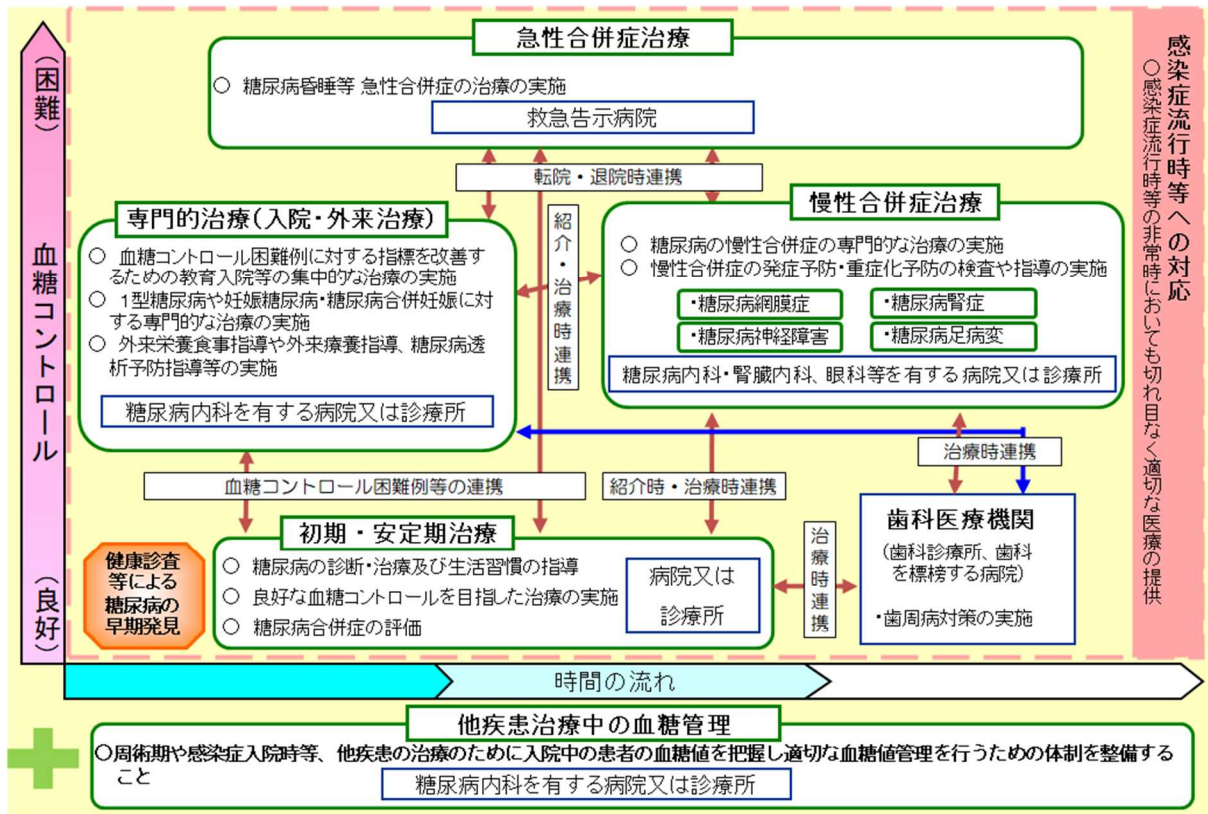 急性合併症治療
○ 糖尿病昏睡等 急性合併症の治療の実施
救急告示病院
転院・退院時連携
専門的治療(入院・外来治療)
○ 血糖コントロール困難例に対する指標を改善す
るための教育入院等の集中的な治療の実施
○ 1型糖尿病や妊娠糖尿病・糖尿病合併妊娠に対
する専門的な治療の実施
○ 外来栄養食事指導や外来療養指導、糖尿病透
析予防指導等の実施
糖尿病内科を有する病院又は診療所
紹介・治療時連携
慢性合併症治療
○ 糖尿病の慢性合併症の専門的な治療の実施
○ 慢性合併症の発症予防・重症化予防の検査や指導の実施
・糖尿病網膜症
・糖尿病腎症
・糖尿病神経障害
・糖尿病足病変
糖尿病内科・腎臓内科、眼科等を有する病院又は診療所
血糖コントロール困難例等の連携
紹介時・治療時連携
治療時連携
初期・安定期治療
○ 糖尿病の診断・治療及び生活習慣の指導
○ 良好な血糖コントロールを目指した治療の実施
○ 糖尿病合併症の評価
病院又は
診療所
健康診査
等による
糖尿病の
早期発見
治療時連携
歯科医療機関
(歯科診療所、歯科
を標榜する病院)
・歯周病対策の実施
(困難)
血糖コントロール
(良好)
感染症流行時等への対応
○感染症流行時等の非常時においても切れ目なく適切な医療の提供
時間の流れ
他疾患治療中の血糖管理
○周術期や感染症入院時等、他疾患の治療のために入院中の患者の血糖値を把握し適切な血糖値管理を行うための体制を整備する
こと
糖尿病内科を有する病院又は診療所